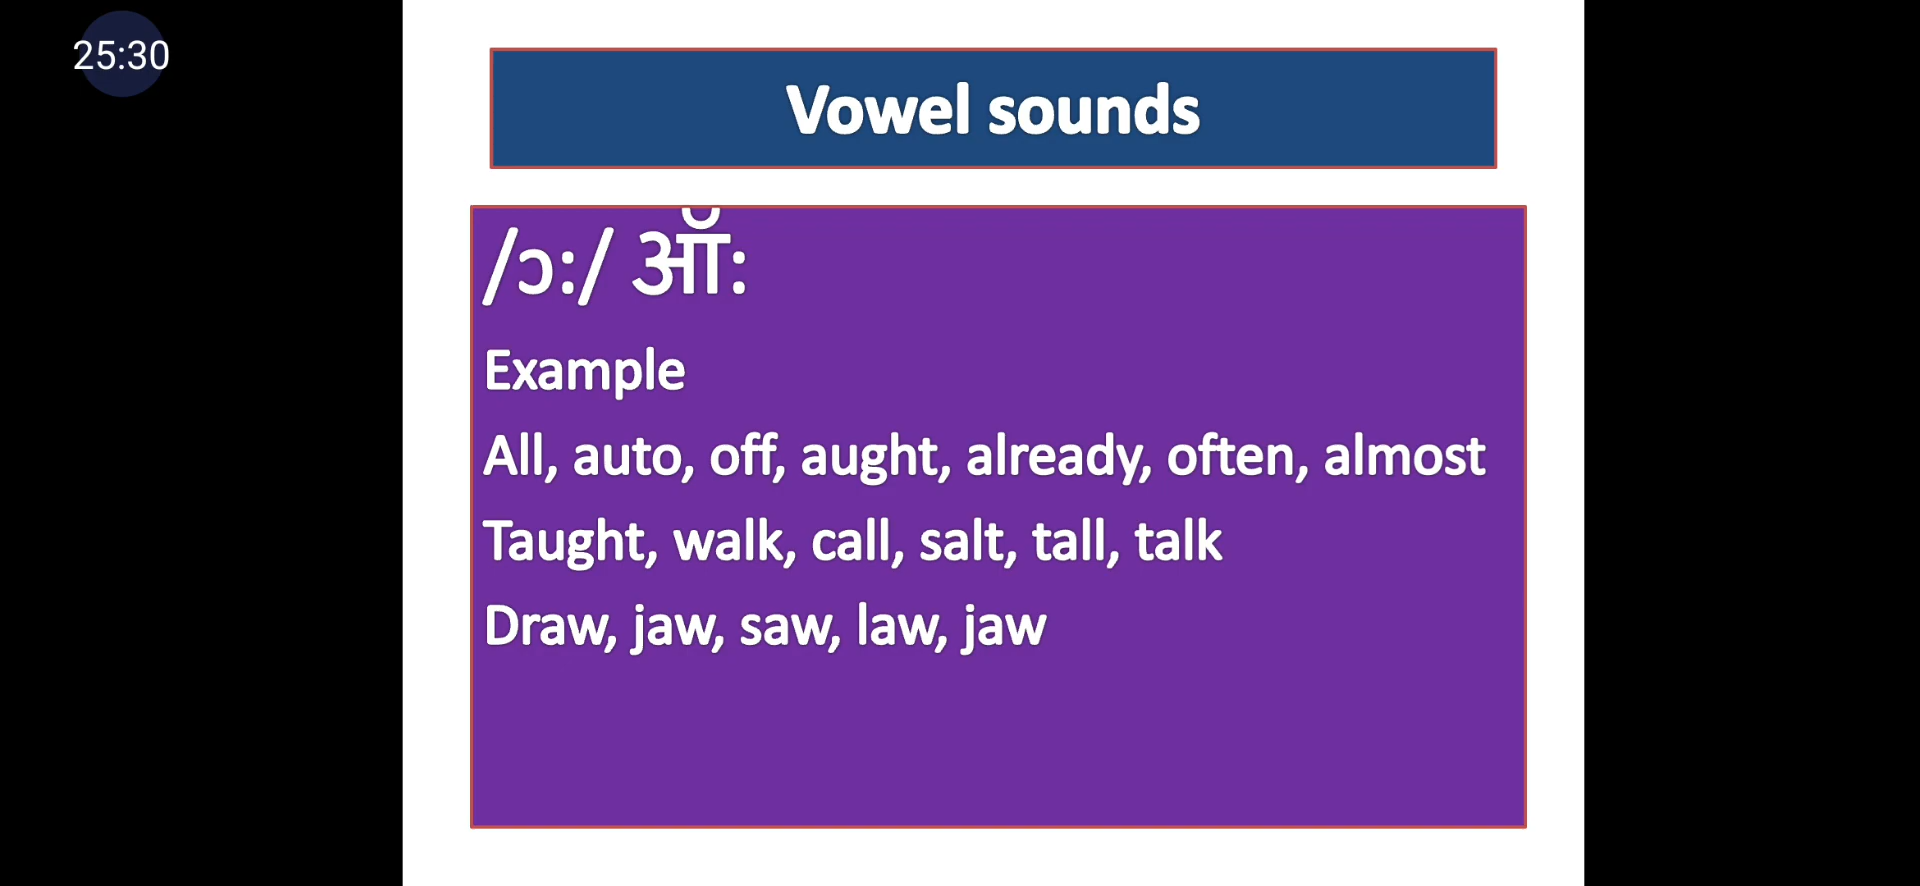 25:30
Vowel sounds
/ɔ:/ ऑ:
Example
All, auto, off, aught, already, often, almost
Taught, walk, call, salt, tall, talk
Draw, jaw, saw, law, jaw